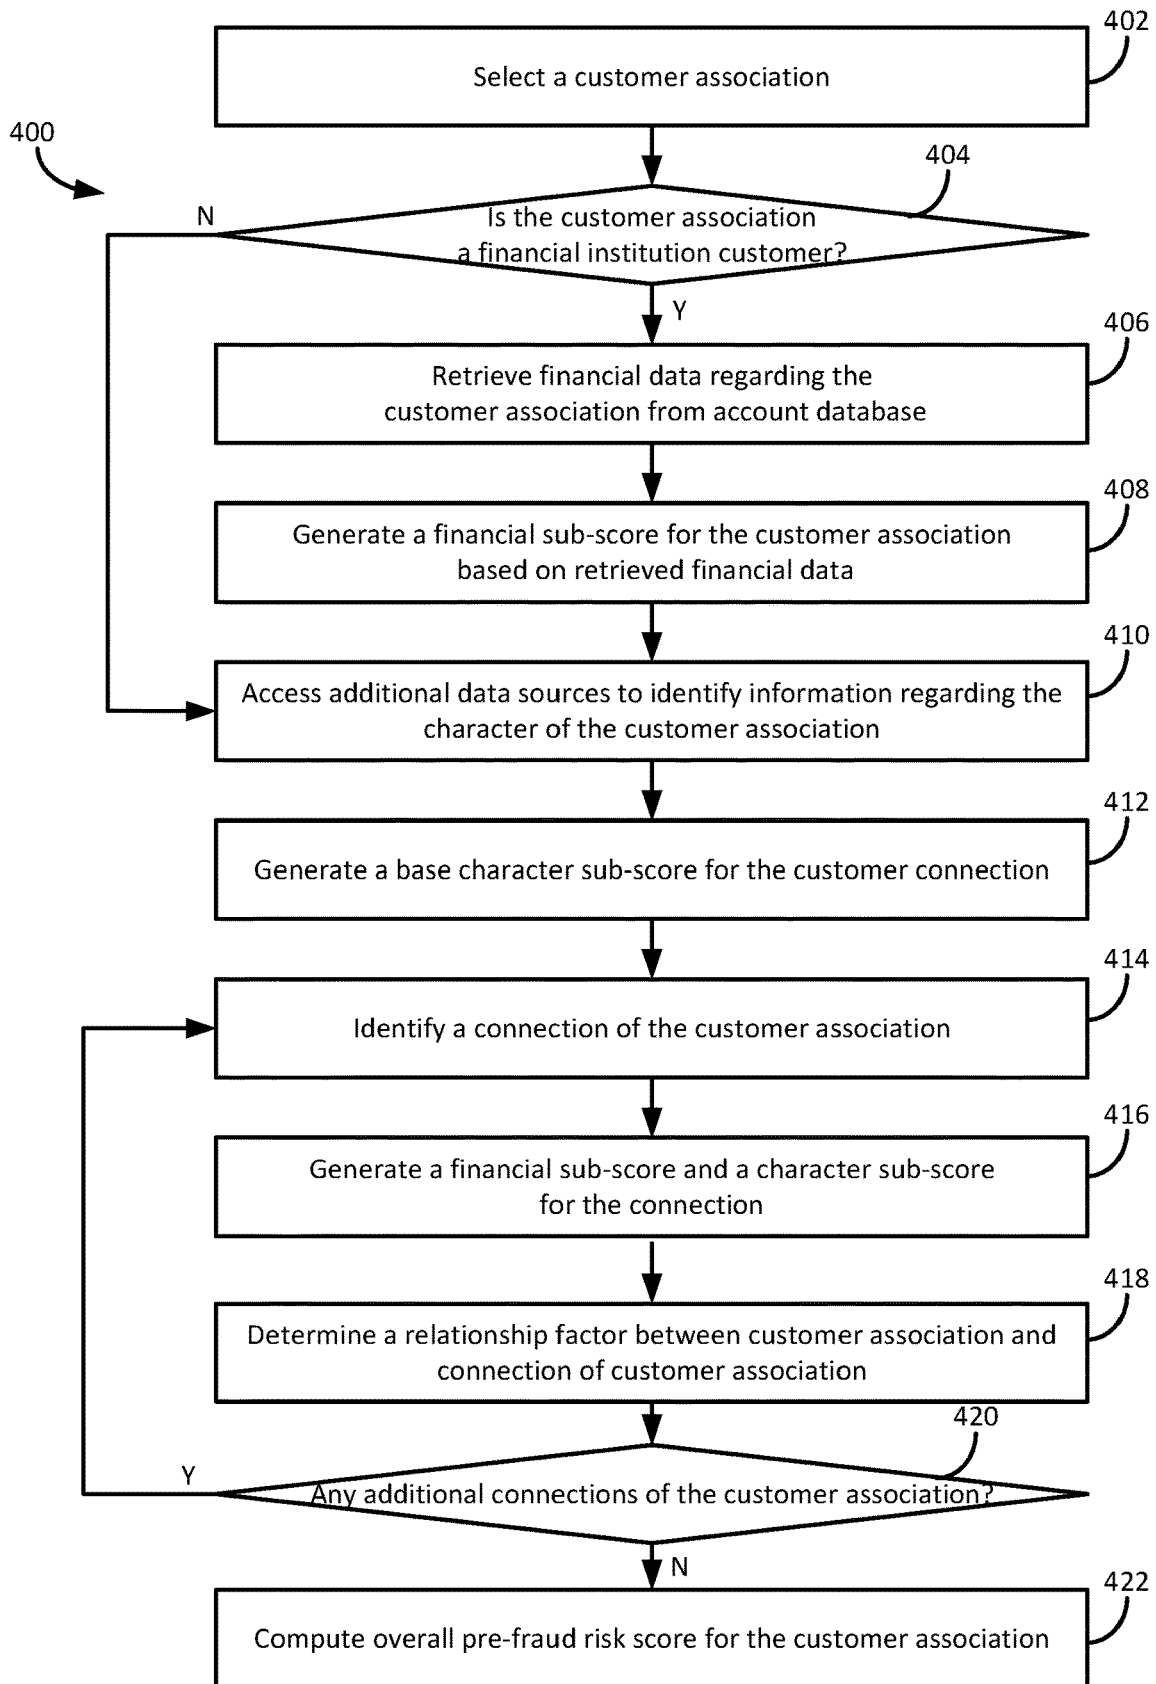 402
Select a customer association
400
404
N
Is the customer association
a financial institution customer?
Y
406
Retrieve financial data regarding the
customer association from account database
408
Generate a financial sub-score for the customer association
based on retrieved financial data
410
Access additional data sources to identify information regarding the
character of the customer association
412
Generate a base character sub-score for the customer connection
414
Identify a connection of the customer association
416
Generate a financial sub-score and a character sub-score
for the connection
418
Determine a relationship factor between customer association and
connection of customer association
420
Y
Any additional connections of the customer association?
N
422
Compute overall pre-fraud risk score for the customer association